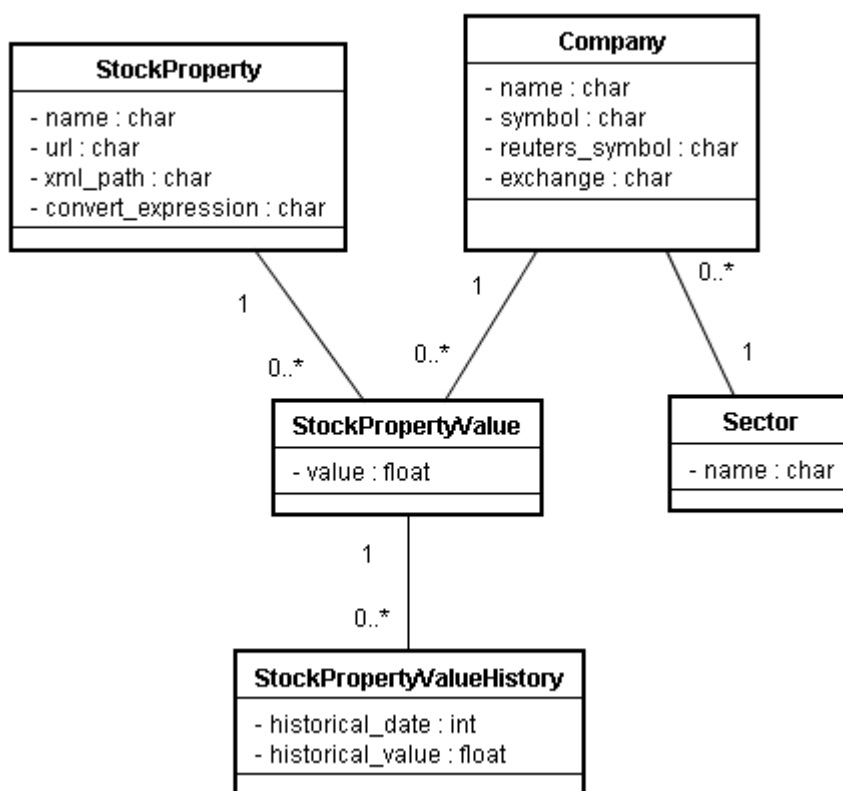 StockProperty
- name : char
- url : char
- xml_path : char
- convert_expression : char
Company
- name : char
- symbol : char
- reuters_symbol : char
- exchange : char
1
0..*
1
0..*
0..*
1
StockPropertyValue
- value : float
Sector
- name : char
1
0..*
StockPropertyValueHistory
- historical_date : int
- historical_value : float